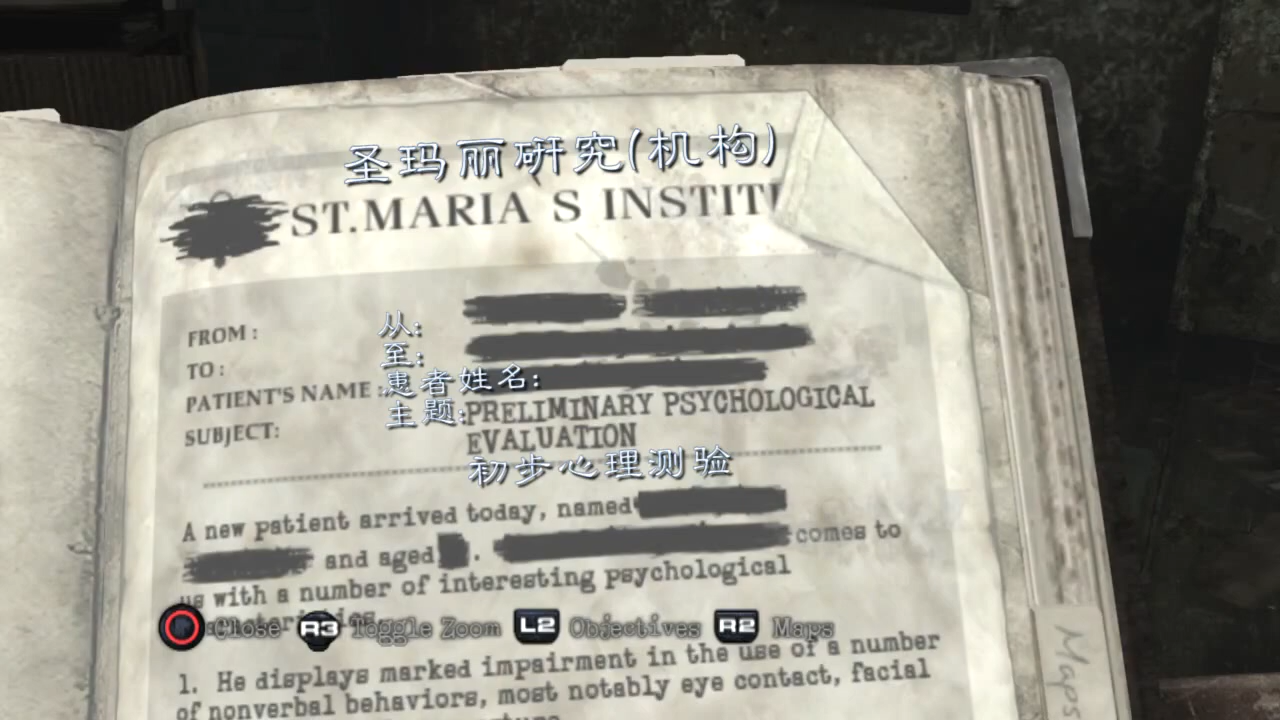 圣玛丽研究(机构)
ST.MARIA S INSTIT
FROM : 从:
TO : 至:
PATIENT'S NAME : 患者姓名:
SUBJECT: 主题: PRELIMINARY PSYCHOLOGICAL
EVALUATION
初步心理测验
A new patient arrived today, named
and aged . comes to
us with a number of interesting psychological
Close R3 Toggle Zoom L2 Objectives R2 Maps
1. He displays marked impairment in the use of a number
of nonverbal behaviors, most notably eye contact, facial
Maps